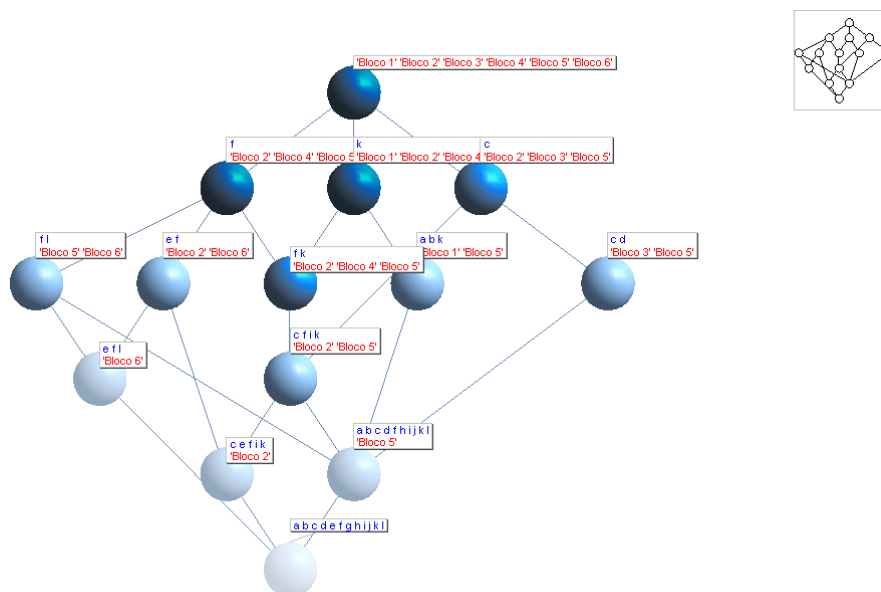 'Bloco 1' 'Bloco 2' 'Bloco 3' 'Bloco 4' 'Bloco 5' 'Bloco 6'
f
'Bloco 2' 'Bloco 4' 'Bloco 5
k
'Bloco 1' 'Bloco 2' 'Bloco 4
c
'Bloco 2' 'Bloco 3' 'Bloco 5'
f l
'Bloco 5' 'Bloco 6'
e f
'Bloco 2' 'Bloco 6'
f k
'Bloco 2' 'Bloco 4' 'Bloco 5'
a b k
Bloco 1' 'Bloco 5'
c d
'Bloco 3' 'Bloco 5'
e f l
'Bloco 6'
c f i k
'Bloco 2' 'Bloco 5'
c e f i k
'Bloco 2'
a b c d f h i j k l
'Bloco 5'
a b c d e f g h i j k l